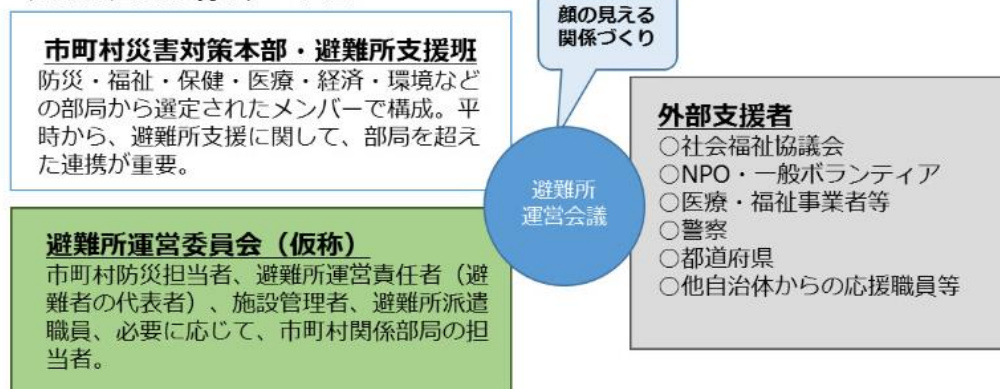 市町村災害対策本部・避難所支援班
防災・福祉・保健・医療・経済・環境など
の部局から選定されたメンバーで構成。平
時から、避難所支援に関して、部局を超え
た連携が重要。
顔の見える
関係づくり
避難所
運営会議
避難所運営委員会（仮称）
市町村防災担当者、避難所運営責任者（避
難者の代表者）、施設管理者、避難所派遣
職員、必要に応じて、市町村関係部局の担
当者。
外部支援者
○社会福祉協議会
○NPO・一般ボランティア
○医療・福祉事業者等
○警察
○都道府県
○他自治体からの応援職員等